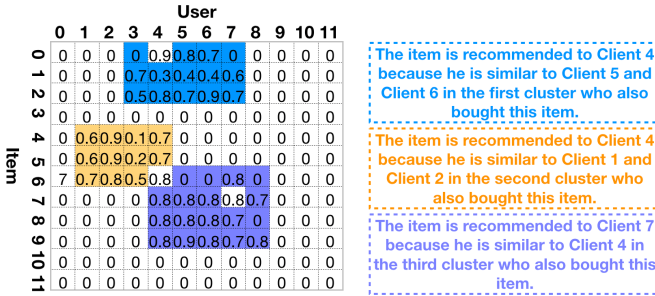 User
0 1 2 3 4 5 6 7 8 9 10 11
Item
0 0 0 0 0 0.9 0.8 0.7 0 0 0 0 0
1 0 0 0 0.7 0.3 0.4 0.4 0.6 0 0 0 0
2 0 0 0 0.5 0.8 0.7 0.9 0.7 0 0 0 0
3 0 0 0 0 0 0 0 0 0 0 0 0
4 0 0.6 0.9 0.1 0.7 0 0 0 0 0 0 0
5 0 0.6 0.9 0.2 0.7 0 0 0 0 0 0 0
6 7 0.7 0.8 0.5 0.8 0 0 0.8 0 0 0 0
7 0 0 0 0 0.8 0.8 0.8 0.8 0.7 0 0 0
8 0 0 0 0 0.8 0.8 0.8 0.7 0 0 0 0
9 0 0 0 0 0.8 0.9 0.8 0.7 0.8 0 0 0
10 0 0 0 0 0 0 0 0 0 0 0 0
11 0 0 0 0 0 0 0 0 0 0 0 0
The item is recommended to Client 4
because he is similar to Client 5 and
Client 6 in the first cluster who also
bought this item.
The item is recommended to Client 4
because he is similar to Client 1 and
Client 2 in the second cluster who
also bought this item.
The item is recommended to Client 7
because he is similar to Client 4 in
the third cluster who also bought this
item.